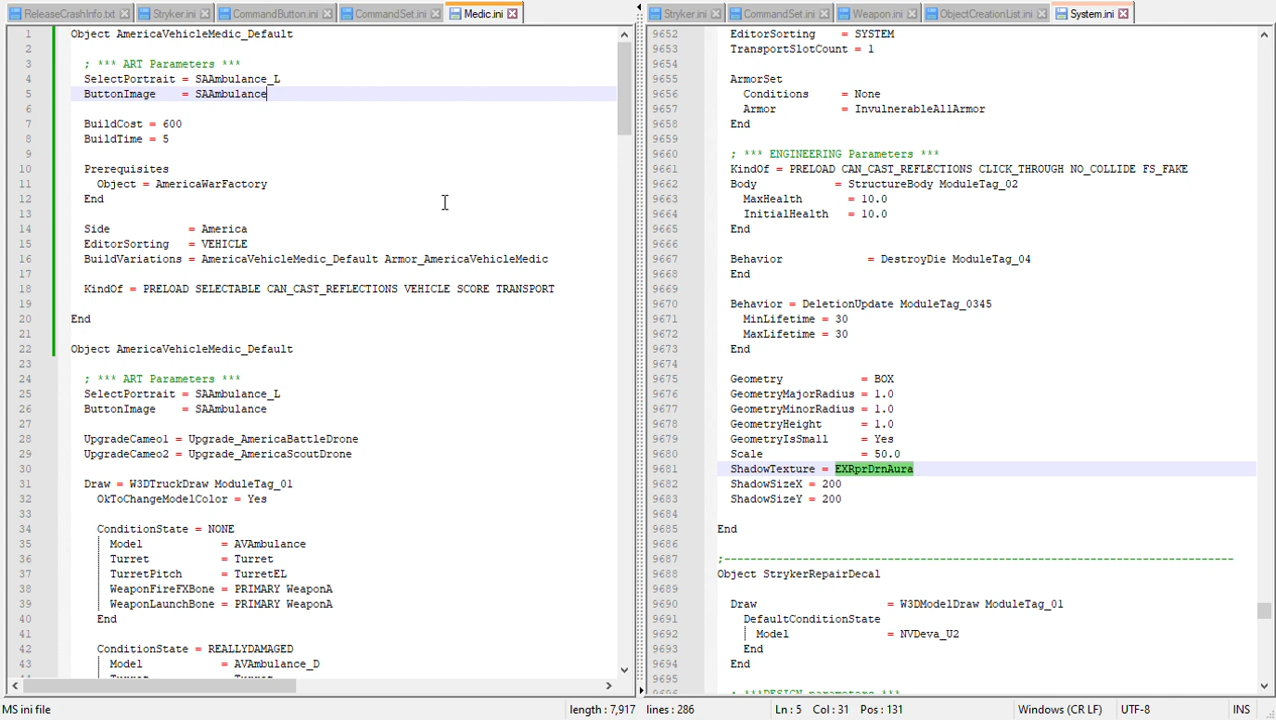 ReleaseCrashInfo.txt Stryker.ini CommandButton.ini CommandSet.ini Medic.ini
1 Object AmericaVehicleMedic_Default
2
3 ; *** ART Parameters ***
4 SelectPortrait = SAAmbulance_L
5 ButtonImage = SAAmbulance
6
7 BuildCost = 600
8 BuildTime = 5
9
10 Prerequisites
11 Object = AmericaWarFactory
12 End
13
14 Side = America
15 EditorSorting = VEHICLE
16 BuildVariations = AmericaVehicleMedic_Default Armor_AmericaVehicleMedic
17
18 KindOf = PRELOAD SELECTABLE CAN_CAST_REFLECTIONS VEHICLE SCORE TRANSPORT
19
20 End
21
22 Object AmericaVehicleMedic_Default
23
24 ; *** ART Parameters ***
25 SelectPortrait = SAAmbulance_L
26 ButtonImage = SAAmbulance
27
28 UpgradeCameo1 = Upgrade_AmericaBattleDrone
29 UpgradeCameo2 = Upgrade_AmericaScoutDrone
30
31 Draw = W3DTruckDraw ModuleTag_01
32 OkToChangeModelColor = Yes
33
34 ConditionState = NONE
35 Model = AVAmbulance
36 Turret = Turret
37 TurretPitch = TurretEL
38 WeaponFireFXBone = PRIMARY WeaponA
39 WeaponLaunchBone = PRIMARY WeaponA
40 End
41
42 ConditionState = REALLYDAMAGED
43 Model = AVAmbulance_D
Stryker.ini CommandSet.ini Weapon.ini ObjectCreationList.ini System.ini
9652 EditorSorting = SYSTEM
9653 TransportSlotCount = 1
9654
9655 ArmorSet
9656 Conditions = None
9657 Armor = InvulnerableAllArmor
9658 End
9659
9660 ; *** ENGINEERING Parameters ***
9661 KindOf = PRELOAD CAN_CAST_REFLECTIONS CLICK_THROUGH NO_COLLIDE FS_FAKE
9662 Body = StructureBody ModuleTag_02
9663 MaxHealth = 10.0
9664 InitialHealth = 10.0
9665 End
9666
9667 Behavior = DestroyDie ModuleTag_04
9668 End
9669
9670 Behavior = DeletionUpdate ModuleTag_0345
9671 MinLifetime = 30
9672 MaxLifetime = 30
9673 End
9674
9675 Geometry = BOX
9676 GeometryMajorRadius = 1.0
9677 GeometryMinorRadius = 1.0
9678 GeometryHeight = 1.0
9679 GeometryIsSmall = Yes
9680 Scale = 50.0
9681 ShadowTexture = EXRprDrnAura
9682 ShadowSizeX = 200
9683 ShadowSizeY = 200
9684
9685 End
9686
9687 ;------------------------------------------------------------------------------
9688 Object StrykerRepairDecal
9689
9690 Draw = W3DModelDraw ModuleTag_01
9691 DefaultConditionState
9692 Model = NVDeva_U2
9693 End
9694 End
9695
; ***DESIGN parameters ***
MS ini file length : 7,917 lines : 286 Ln : 5 Col : 31 Pos : 131 Windows (CR LF) UTF-8 INS